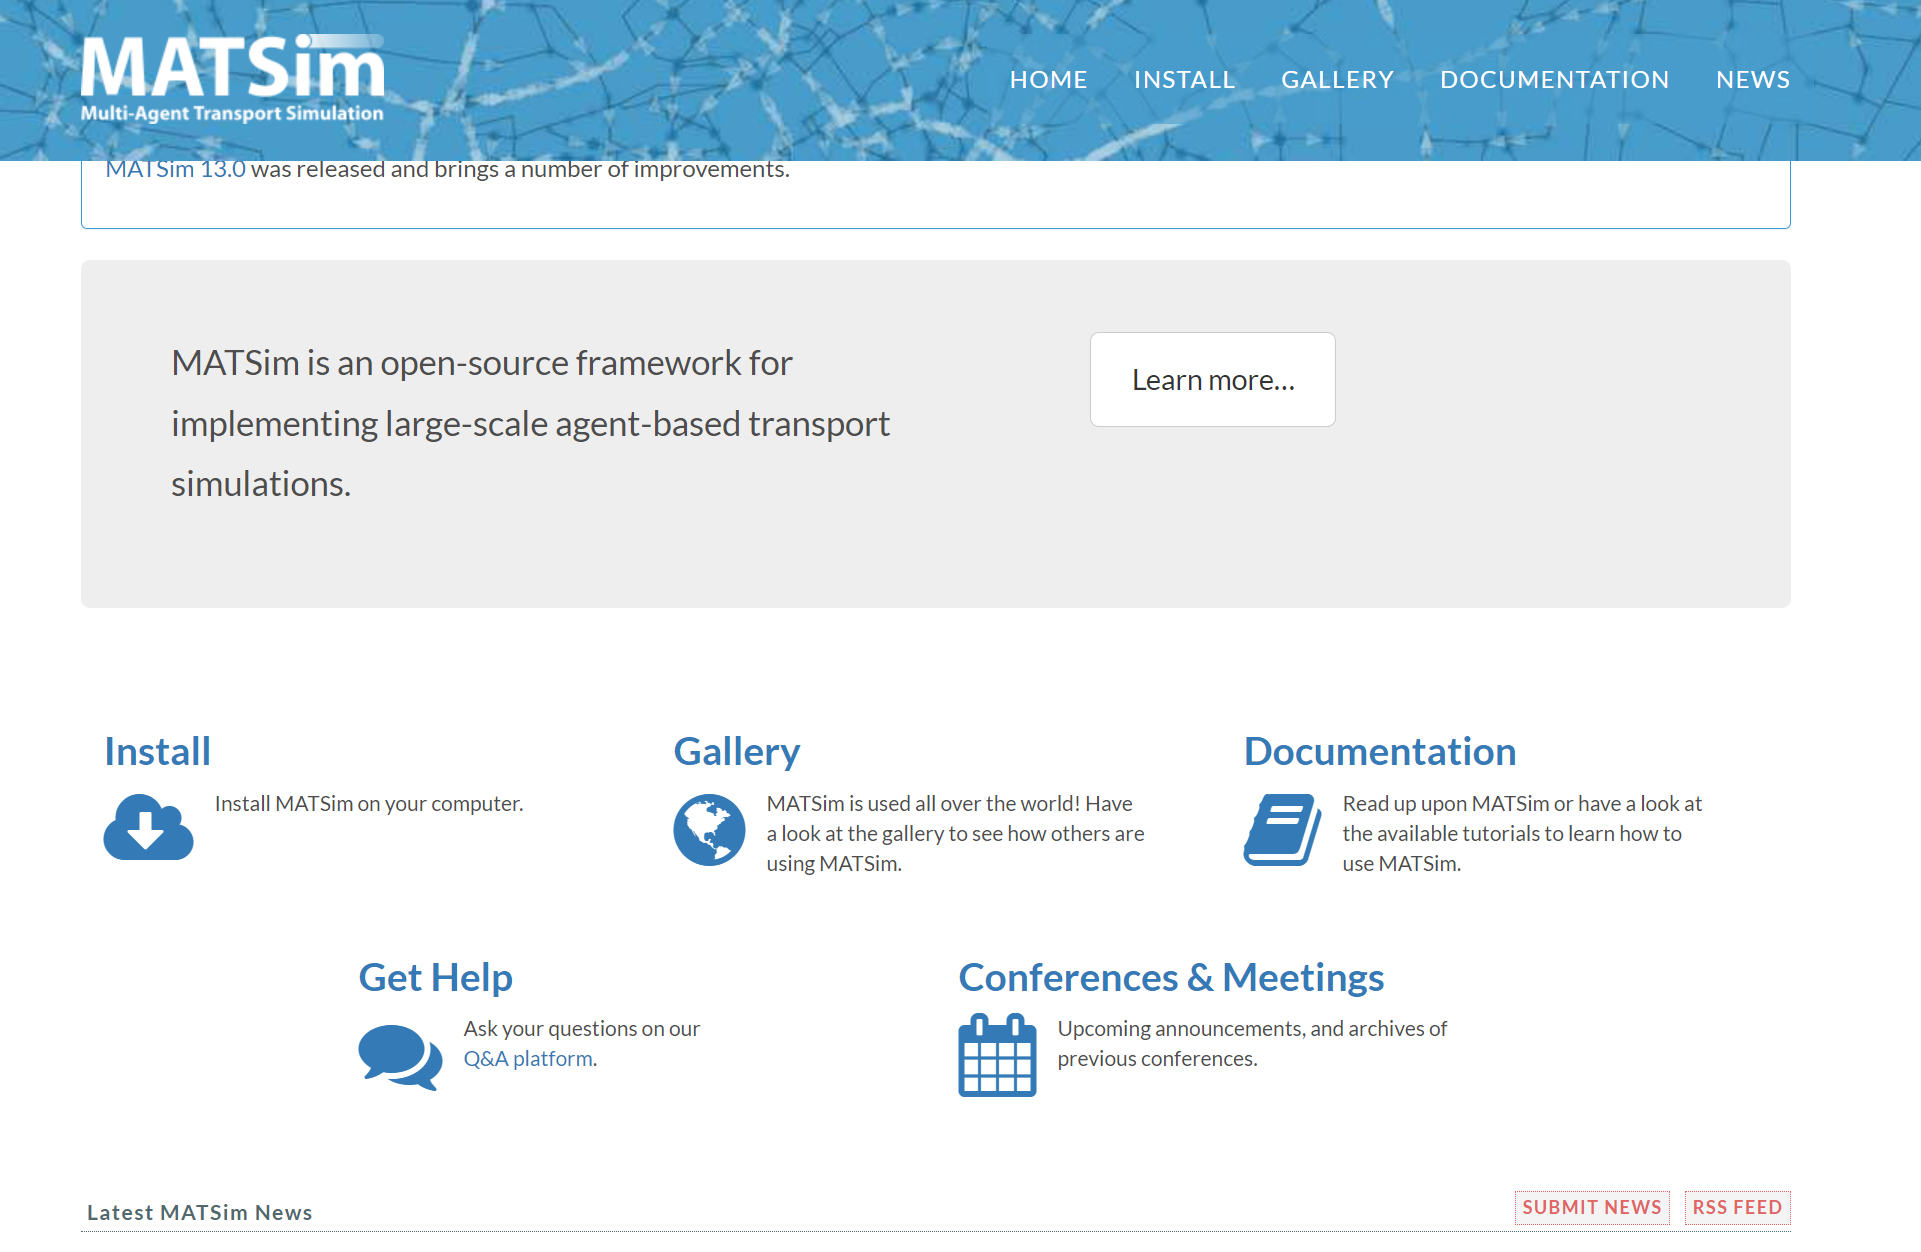 MATSim
Multi-Agent Transport Simulation
HOME INSTALL GALLERY DOCUMENTATION NEWS
MATSim 13.0 was released and brings a number of improvements.
MATSim is an open-source framework for
implementing large-scale agent-based transport
simulations.
Learn more...
Install
Install MATSim on your computer.
Gallery
MATSim is used all over the world! Have
a look at the gallery to see how others are
using MATSim.
Documentation
Read up upon MATSim or have a look at
the available tutorials to learn how to
use MATSim.
Get Help
Ask your questions on our
Q&A platform.
Conferences & Meetings
Upcoming announcements, and archives of
previous conferences.
Latest MATSim News
SUBMIT NEWS RSS FEED